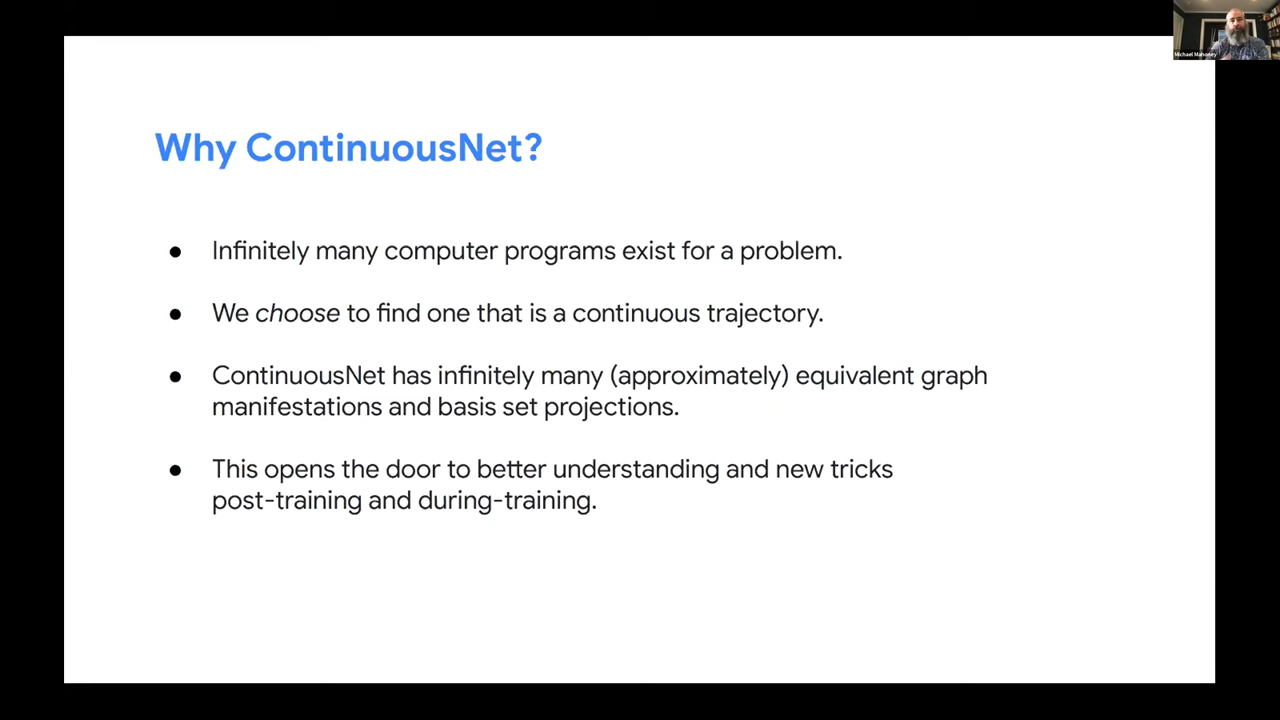 Michael Mahoney
Why ContinuousNet?
● Infinitely many computer programs exist for a problem.
● We choose to find one that is a continuous trajectory.
● ContinuousNet has infinitely many (approximately) equivalent graph
manifestations and basis set projections.
● This opens the door to better understanding and new tricks
post-training and during-training.